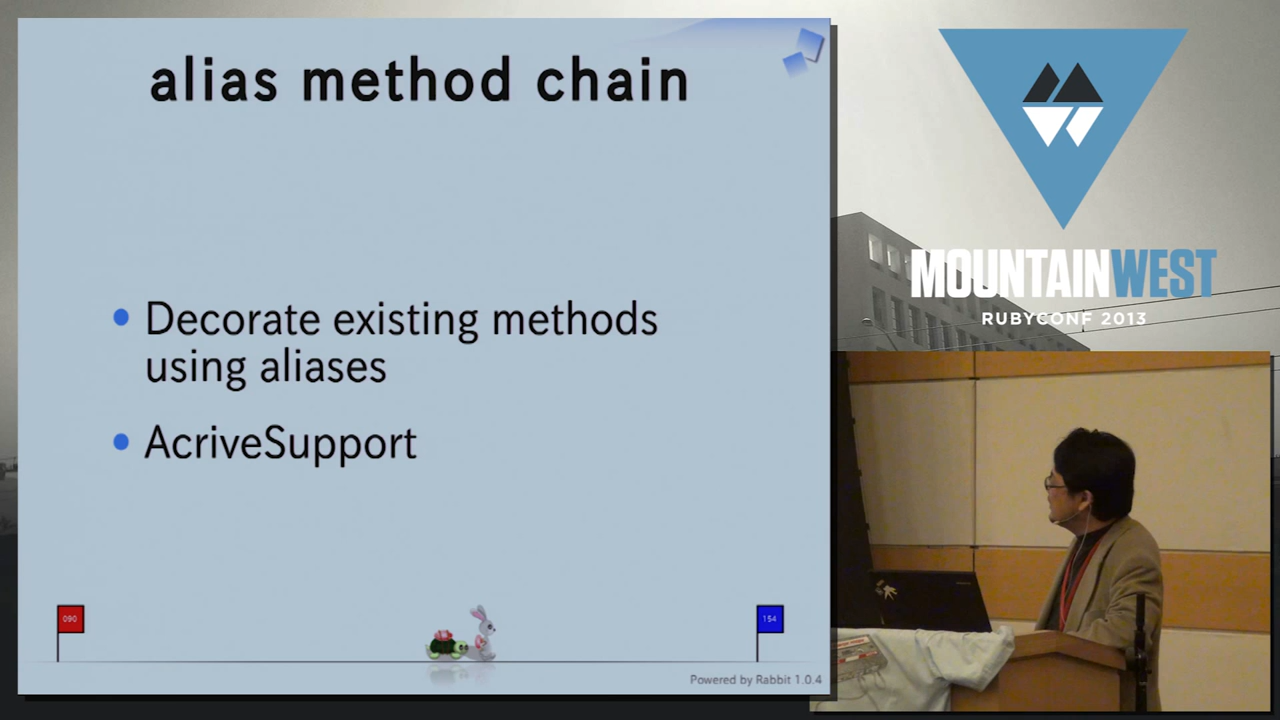 alias method chain
• Decorate existing methods
using aliases
• AcriveSupport
090
154
Powered by Rabbit 1.0.4
MOUNTAINWEST
RUBYCONF 2013